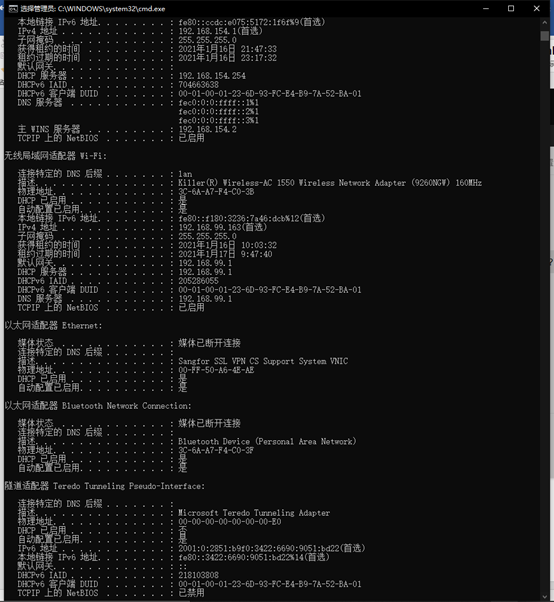 选择管理员: C:\WINDOWS\system32\cmd.exe
本地链接 IPv6 地址. . . . . . . . : fe80::ccdc:e075:5172:1f6f%9(首选)
IPv4 地址 . . . . . . . . . . . . : 192.168.154.1(首选)
子网掩码 . . . . . . . . . . . . : 255.255.255.0
获得租约的时间 . . . . . . . . . : 2021年1月16日 21:47:33
租约过期的时间 . . . . . . . . . : 2021年1月16日 23:17:32
默认网关. . . . . . . . . . . . . :
DHCP 服务器 . . . . . . . . . . . : 192.168.154.254
DHCPv6 IAID . . . . . . . . . . . : 704663638
DHCPv6 客户端 DUID . . . . . . . : 00-01-00-01-23-6D-93-FC-E4-B9-7A-52-BA-01
DNS 服务器 . . . . . . . . . . . : fec0:0:0:ffff::1%1
fec0:0:0:ffff::2%1
fec0:0:0:ffff::3%1
主 WINS 服务器 . . . . . . . . . : 192.168.154.2
TCPIP 上的 NetBIOS . . . . . . . : 已启用
无线局域网适配器 Wi-Fi:
连接特定的 DNS 后缀 . . . . . . . : lan
描述. . . . . . . . . . . . . . . : Killer(R) Wireless-AC 1550 Wireless Network Adapter (9260NGW) 160MHz
物理地址. . . . . . . . . . . . . : 3C-6A-A7-F4-C0-3B
DHCP 已启用 . . . . . . . . . . . : 是
自动配置已启用. . . . . . . . . . : 是
本地链接 IPv6 地址. . . . . . . . : fe80::f180:3236:7a46:dcb%12(首选)
IPv4 地址 . . . . . . . . . . . . : 192.168.99.163(首选)
子网掩码 . . . . . . . . . . . . : 255.255.255.0
获得租约的时间 . . . . . . . . . : 2021年1月16日 10:03:32
租约过期的时间 . . . . . . . . . : 2021年1月17日 9:47:40
默认网关. . . . . . . . . . . . . : 192.168.99.1
DHCP 服务器 . . . . . . . . . . . : 192.168.99.1
DHCPv6 IAID . . . . . . . . . . . : 205286055
DHCPv6 客户端 DUID . . . . . . . : 00-01-00-01-23-6D-93-FC-E4-B9-7A-52-BA-01
DNS 服务器 . . . . . . . . . . . : 192.168.99.1
TCPIP 上的 NetBIOS . . . . . . . : 已启用
以太网适配器 Ethernet:
媒体状态 . . . . . . . . . . . . : 媒体已断开连接
连接特定的 DNS 后缀 . . . . . . . :
描述. . . . . . . . . . . . . . . : Sangfor SSL VPN CS Support System VNIC
物理地址. . . . . . . . . . . . . : 00-FF-50-A6-4E-AE
DHCP 已启用 . . . . . . . . . . . : 是
自动配置已启用. . . . . . . . . . : 是
以太网适配器 Bluetooth Network Connection:
媒体状态 . . . . . . . . . . . . : 媒体已断开连接
连接特定的 DNS 后缀 . . . . . . . :
描述. . . . . . . . . . . . . . . : Bluetooth Device (Personal Area Network)
物理地址. . . . . . . . . . . . . : 3C-6A-A7-F4-C0-3F
DHCP 已启用 . . . . . . . . . . . : 是
自动配置已启用. . . . . . . . . . : 是
隧道适配器 Teredo Tunneling Pseudo-Interface:
连接特定的 DNS 后缀 . . . . . . . :
描述. . . . . . . . . . . . . . . : Microsoft Teredo Tunneling Adapter
物理地址. . . . . . . . . . . . . : 00-00-00-00-00-00-00-E0
DHCP 已启用 . . . . . . . . . . . : 否
自动配置已启用. . . . . . . . . . : 是
IPv6 地址 . . . . . . . . . . . . : 2001:0:2851:b9f0:3422:6690:9051:bd22(首选)
本地链接 IPv6 地址. . . . . . . . : fe80::3422:6690:9051:bd22%14(首选)
默认网关. . . . . . . . . . . . . : ::
DHCPv6 IAID . . . . . . . . . . . : 218103808
DHCPv6 客户端 DUID . . . . . . . : 00-01-00-01-23-6D-93-FC-E4-B9-7A-52-BA-01
TCPIP 上的 NetBIOS . . . . . . . : 已禁用